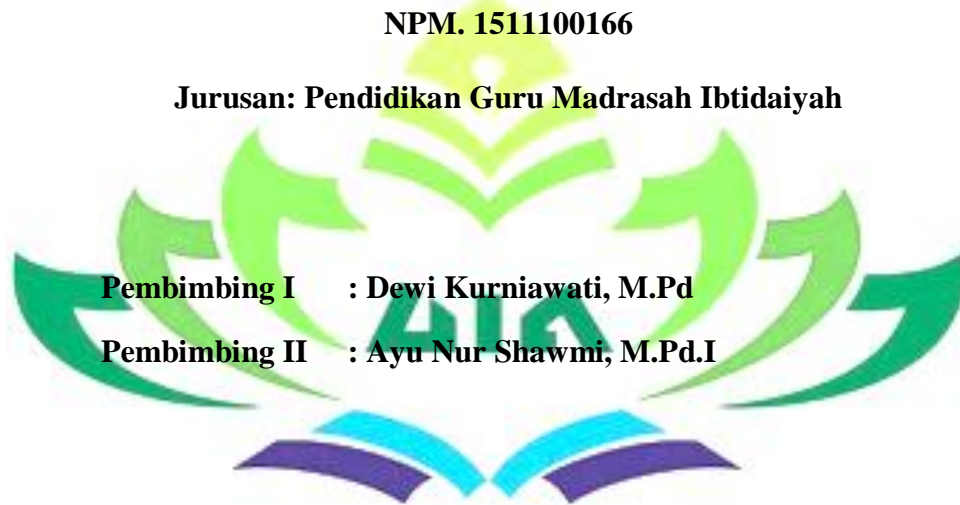 NPM. 1511100166
Jurusan: Pendidikan Guru Madrasah Ibtidaiyah
Pembimbing I : Dewi Kurniawati, M.Pd
Pembimbing II : Ayu Nur Shawmi, M.Pd.I